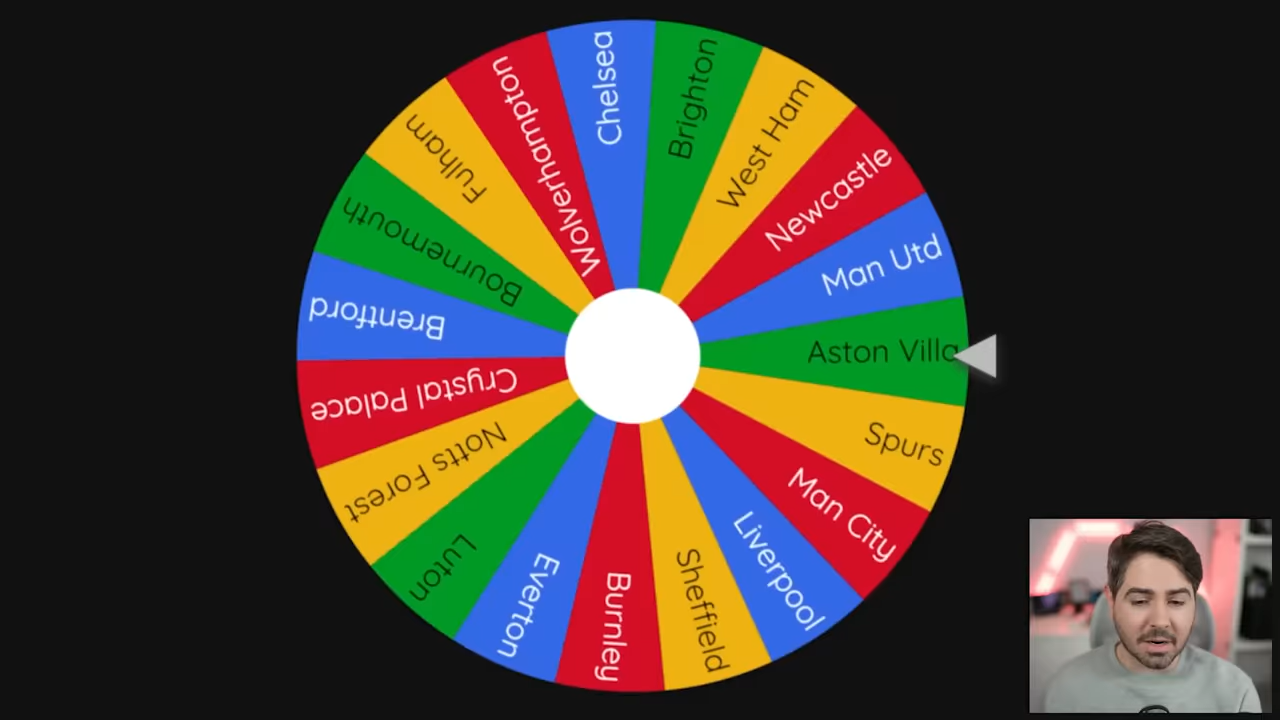 Chelsea
Brighton
West Ham
Newcastle
Man Utd
Aston Villa
Spurs
Man City
Liverpool
Sheffield
Burnley
Everton
Luton
Notts Forest
Crystal Palace
Brentford
Bournemouth
Fulham
Wolverhampton